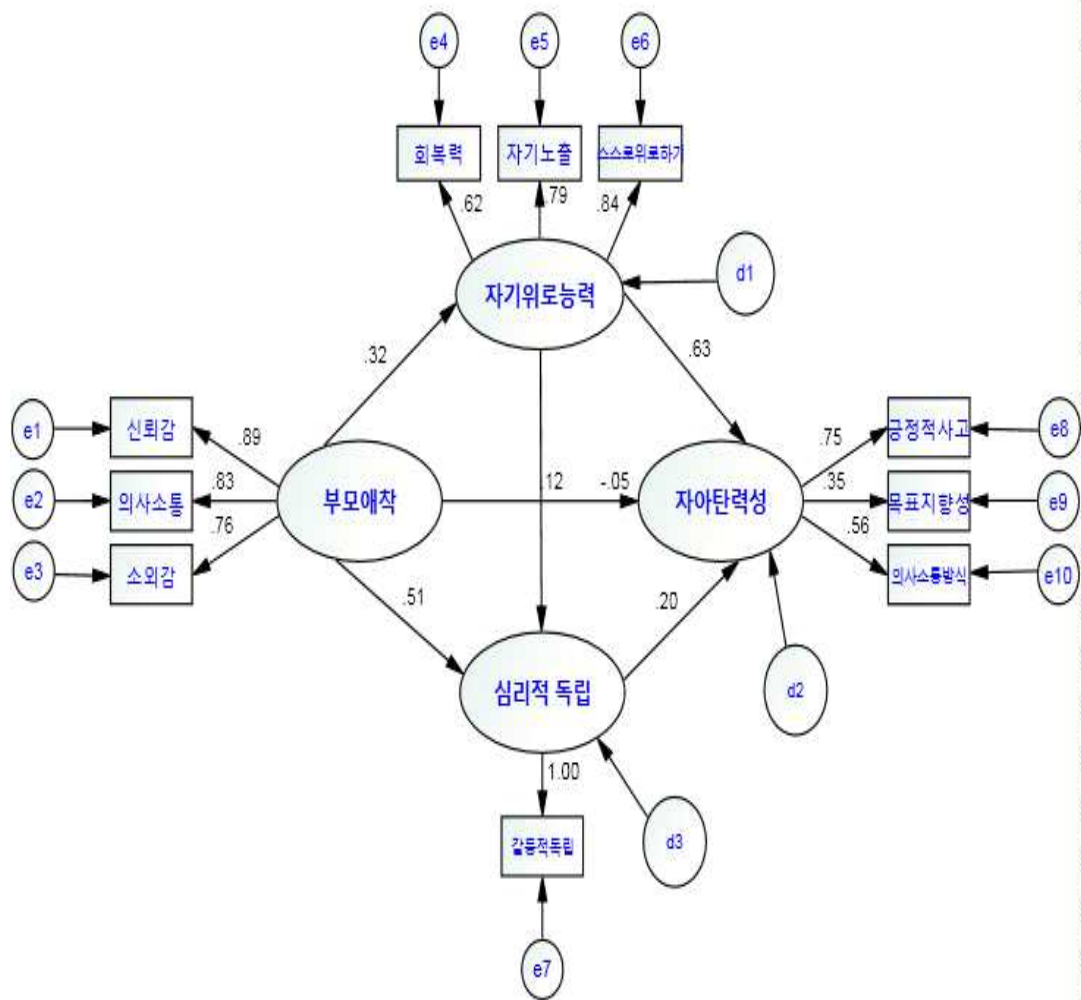 e4
e5
e6
회복력
자기노출
스스로위로하기
.62
.79
.84
자기위로능력
d1
.32
.63
e1
신뢰감
.89
긍정적사고
e8
.75
e2
의사소통
.83
부모애착
.12
-.05
자아탄력성
.35
목표지향성
e9
e3
소외감
.76
.56
의사소통방식
e10
.51
.20
심리적 독립
d2
1.00
갈등적독립
d3
e7